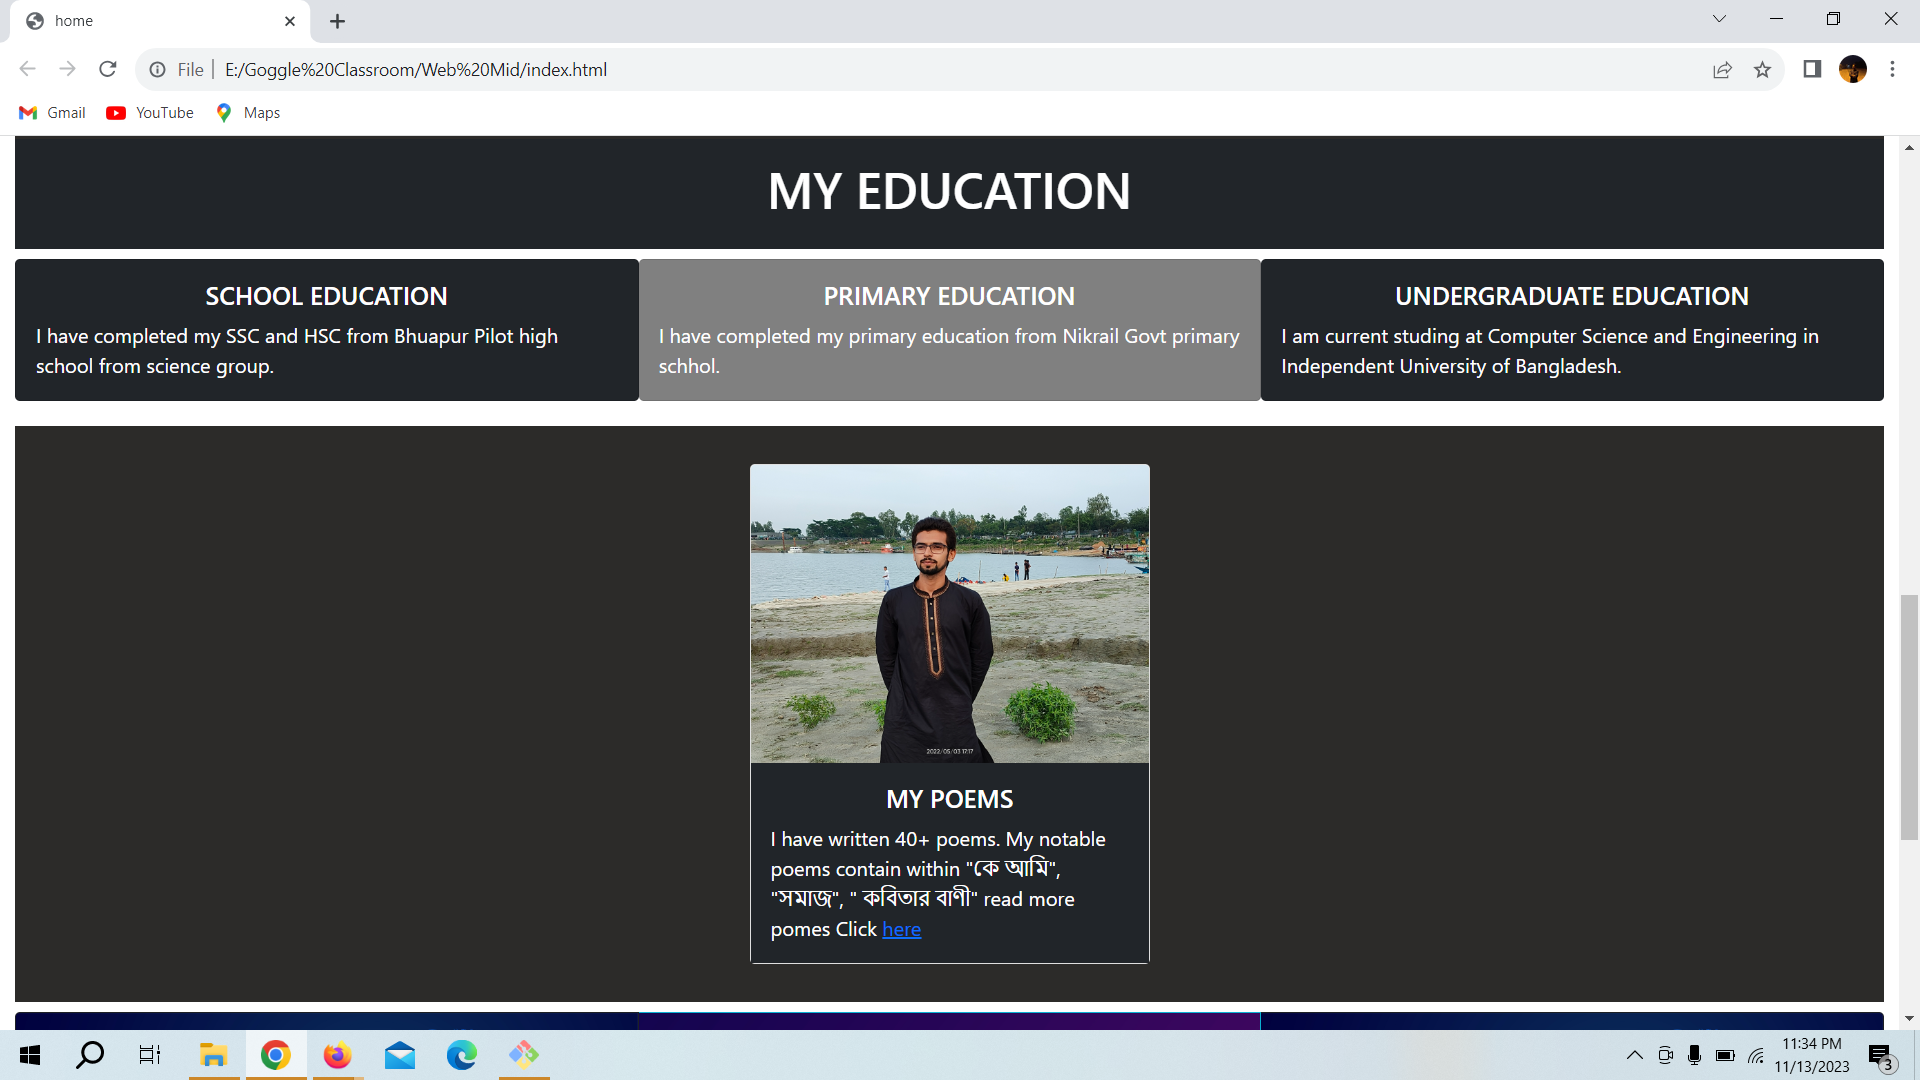 home
File
E:/Goggle%20Classroom/Web%20Mid/index.html
Gmail
YouTube
Maps
MY EDUCATION
SCHOOL EDUCATION
I have completed my SSC and HSC from Bhuapur Pilot high
school from science group.
PRIMARY EDUCATION
I have completed my primary education from Nikrail Govt primary
schhol.
UNDERGRADUATE EDUCATION
I am current studing at Computer Science and Engineering in
Independent University of Bangladesh.
2022/05/03 17:17
MY POEMS
I have written 40+ poems. My notable
poems contain within "কে আমি",
"সমাজ", " কবিতার বাণী" read more
pomes Click here
11:34 PM
11/13/2023
3